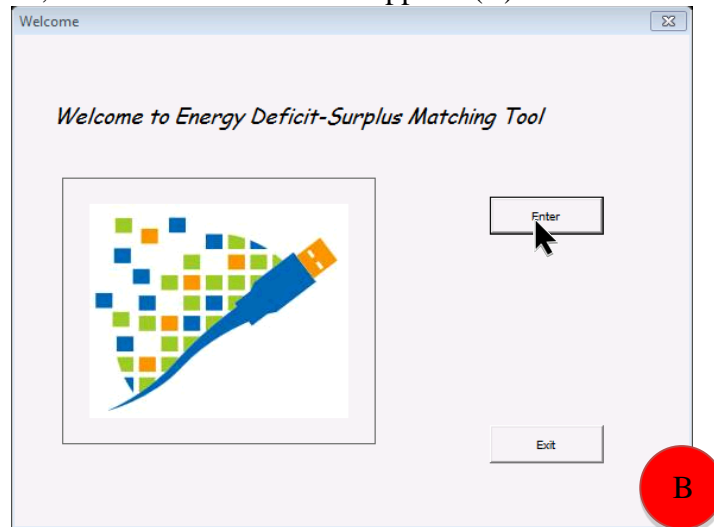 Welcome
Welcome to Energy Deficit-Surplus Matching Tool
Enter
Exit
B